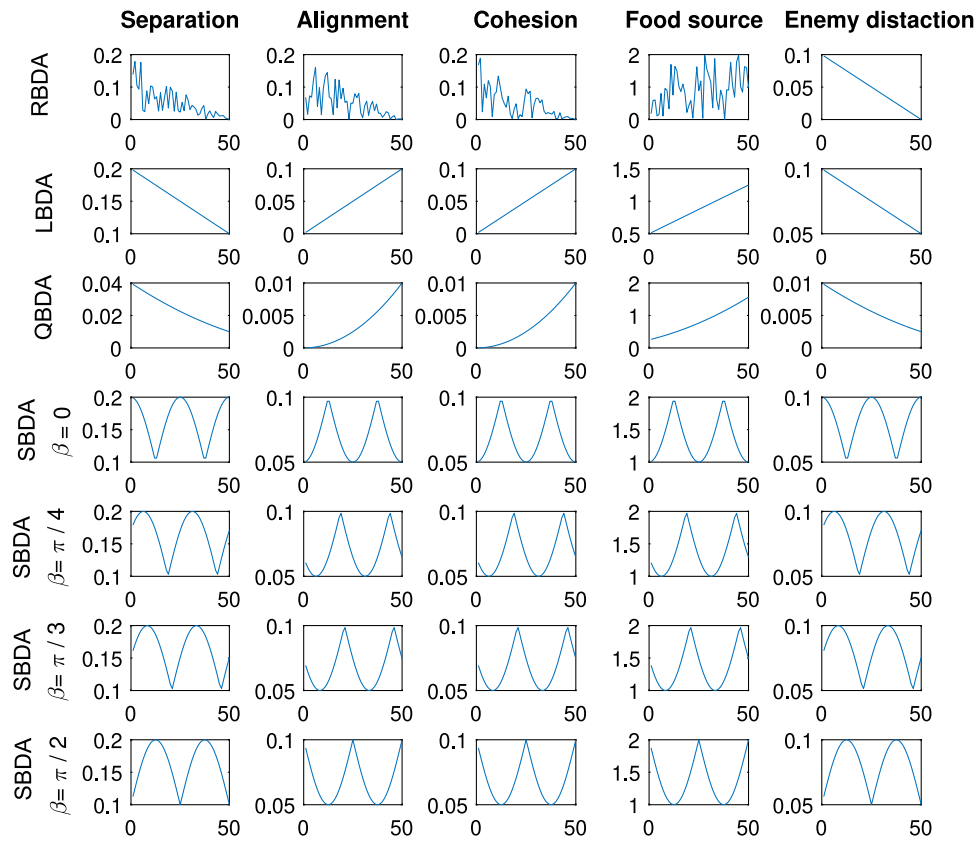 Separation Alignment Cohesion Food source Enemy distaction
RBDA
0.2 0.2 0.2 2 0.1
0.1 0.1 0.1 1 0.05
0 0 0 0 0
0 50 0 50 0 50 0 50 0 50
LBDA
0.2 0.1 0.1 1.5 0.1
0.15 0.05 0.05 1
0.1 0 0 0.5 0.05
0 50 0 50 0 50 0 50 0 50
QBDA
0.04 0.01 0.01 2 0.01
0.02 0.005 0.005 1 0.005
0 0 0 0 0
0 50 0 50 0 50 0 50 0 50
SBDA
β = 0
0.2 0.1 0.1 2 0.1
0.15 1.5
0.1 0.05 0.05 1 0.05
0 50 0 50 0 50 0 50 0 50
SBDA
β = π / 4
0.2 0.1 0.1 2 0.1
0.15 1.5
0.1 0.05 0.05 1 0.05
0 50 0 50 0 50 0 50 0 50
SBDA
β = π / 3
0.2 0.1 0.1 2 0.1
0.15 1.5
0.1 0.05 0.05 1 0.05
0 50 0 50 0 50 0 50 0 50
SBDA
β = π / 2
0.2 0.1 0.1 2 0.1
0.15 1.5
0.1 0.05 0.05 1 0.05
0 50 0 50 0 50 0 50 0 50